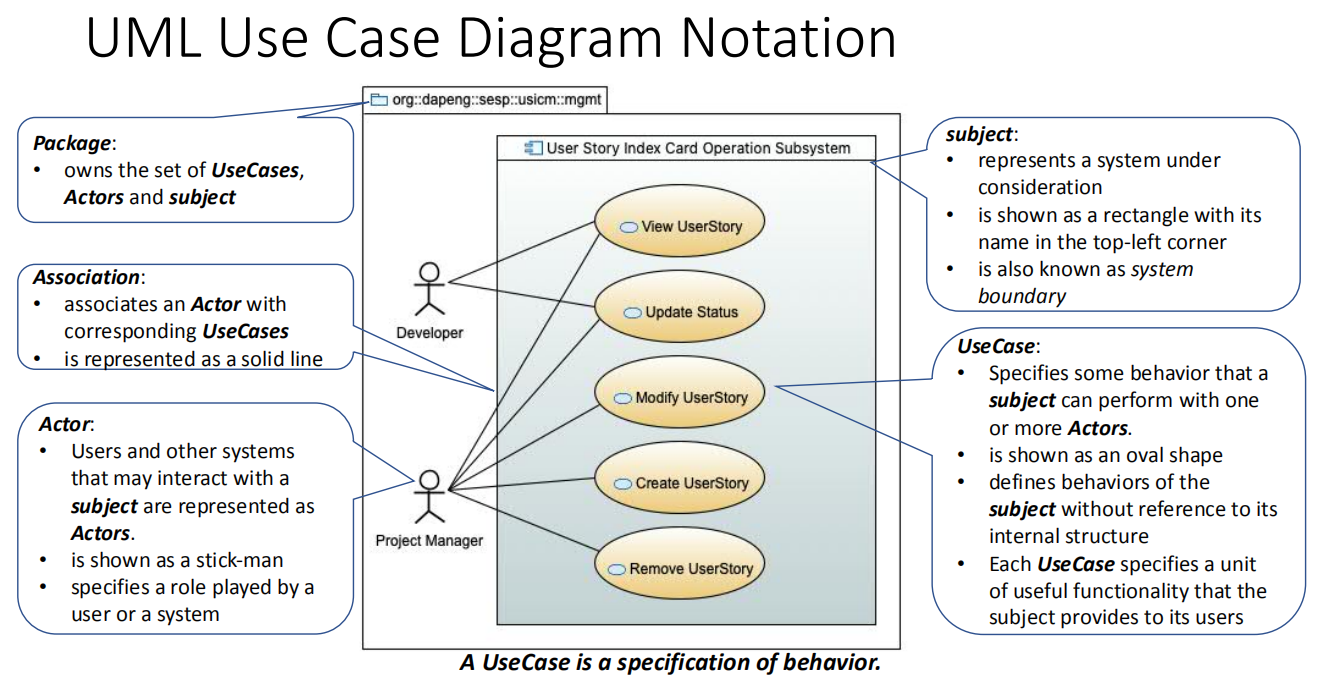 UML Use Case Diagram Notation
org::dapeng::sesp::usicm::mgmt
Package:
• owns the set of UseCases,
Actors and subject
Association:
• associates an Actor with
corresponding UseCases
• is represented as a solid line
Actor:
• Users and other systems
that may interact with a
subject are represented as
Actors.
• is shown as a stick-man
• specifies a role played by a
user or a system
Developer
Project Manager
User Story Index Card Operation Subsystem
View UserStory
Update Status
Modify UserStory
Create UserStory
Remove UserStory
subject:
• represents a system under
consideration
• is shown as a rectangle with its
name in the top-left corner
• is also known as system
boundary
UseCase:
• Specifies some behavior that a
subject can perform with one
or more Actors.
• is shown as an oval shape
• defines behaviors of the
subject without reference to its
internal structure
• Each UseCase specifies a unit
of useful functionality that the
subject provides to its users
A UseCase is a specification of behavior.